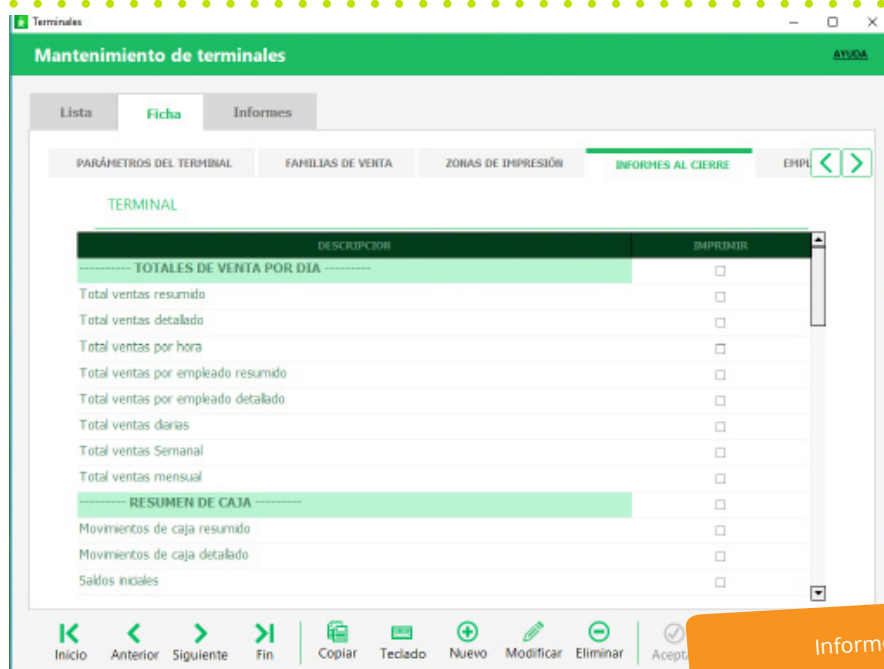 Terminales
Mantenimiento de terminales
AYUDA
Lista Ficha Informes
PARÁMETROS DEL TERMINAL FAMILIAS DE VENTA ZONAS DE IMPRESIÓN INFORMES AL CIERRE EMPL
TERMINAL
DESCRIPCION IMPRIMIR
---------- TOTALES DE VENTA POR DIA ---------
Total ventas resumido
Total ventas detallado
Total ventas por hora
Total ventas por empleado resumido
Total ventas por empleado detallado
Total ventas diarias
Total ventas Semanal
Total ventas mensual
--------- RESUMEN DE CAJA ---------
Movimientos de caja resumido
Movimientos de caja detallado
Saldos iniciales
Inicio Anterior Siguiente Fin Copiar Teclado Nuevo Modificar Eliminar Acepta
Inform